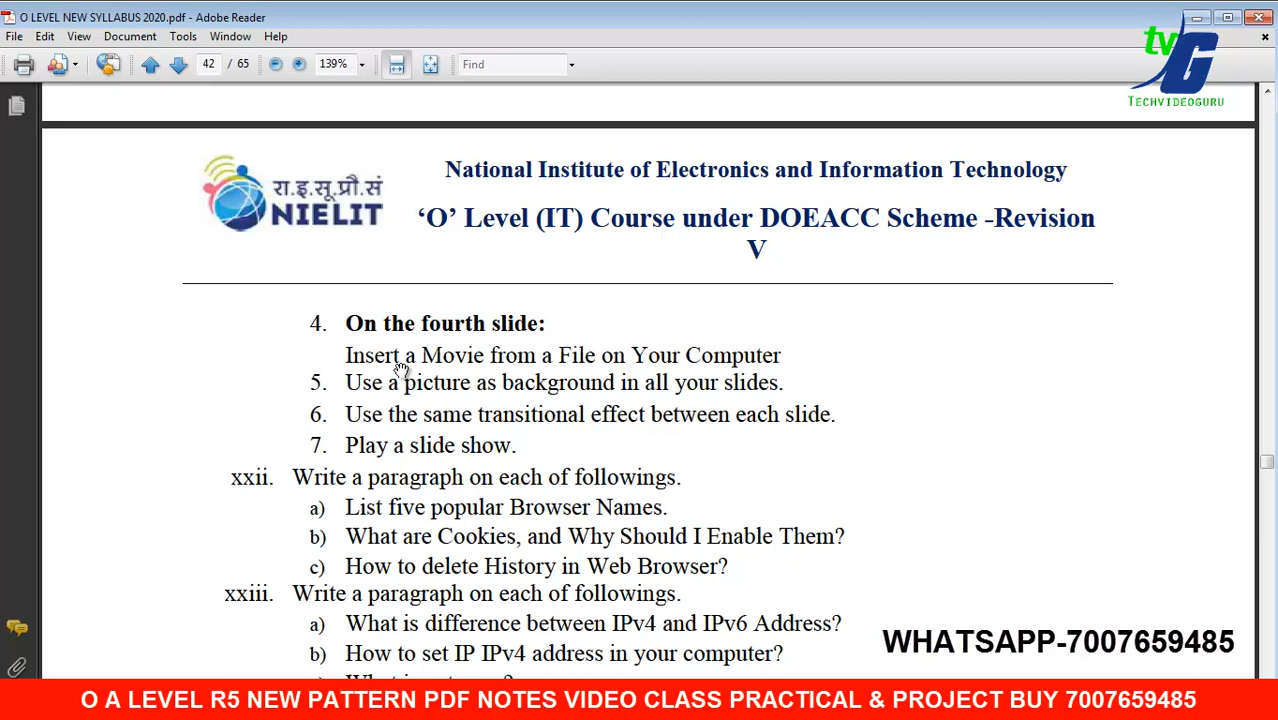 O LEVEL NEW SYLLABUS 2020.pdf - Adobe Reader
File Edit View Document Tools Window Help
42 / 65 139% Find
tv G
TECHVIDEOGURU
रा.इ.सू.प्रौ.सं
NIELIT
National Institute of Electronics and Information Technology
‘O’ Level (IT) Course under DOEACC Scheme -Revision
V
4. On the fourth slide:
Insert a Movie from a File on Your Computer
5. Use a picture as background in all your slides.
6. Use the same transitional effect between each slide.
7. Play a slide show.
xxii. Write a paragraph on each of followings.
a) List five popular Browser Names.
b) What are Cookies, and Why Should I Enable Them?
c) How to delete History in Web Browser?
xxiii. Write a paragraph on each of followings.
a) What is difference between IPv4 and IPv6 Address?
b) How to set IP IPv4 address in your computer?
WHATSAPP-7007659485
O A LEVEL R5 NEW PATTERN PDF NOTES VIDEO CLASS PRACTICAL & PROJECT BUY 7007659485